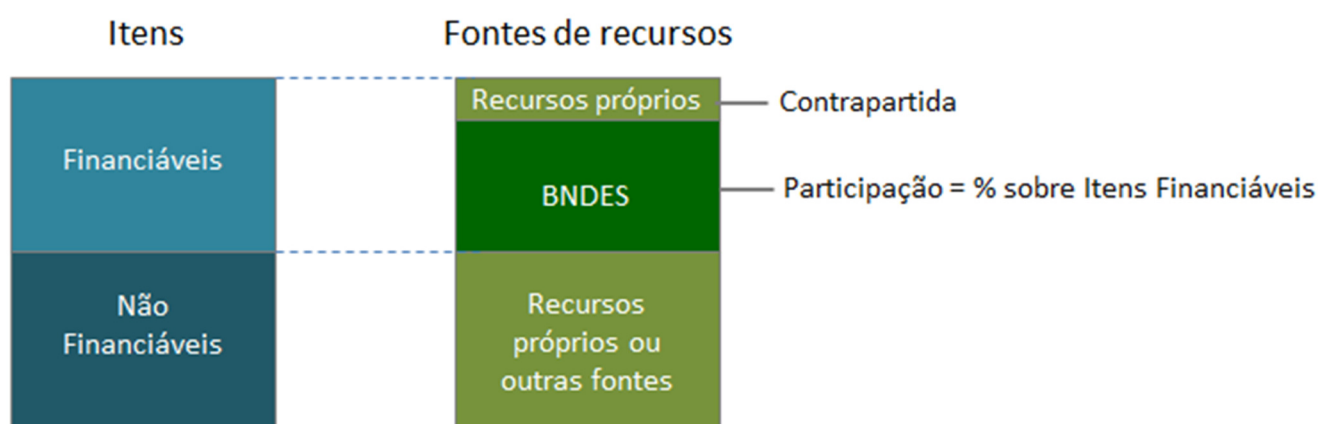 Itens
Fontes de recursos
Financiáveis
Não
Financiáveis
Recursos próprios
BNDES
Recursos
próprios ou
outras fontes
Contrapartida
Participação = % sobre Itens Financiáveis